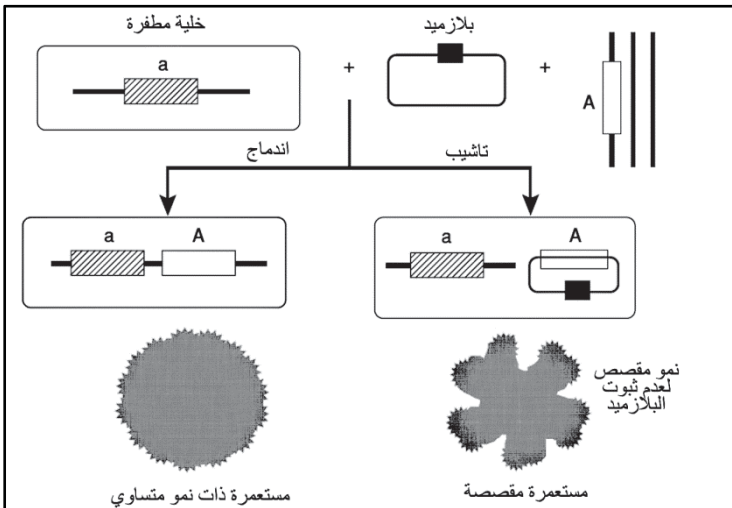 خلية مطفرة
بلازميد
a
+
+
A
اندماج
تاشيب
a A
a
A
نمو مقصص
لعدم ثبوت
البلازميد
مستعمرة ذات نمو متساوي
مستعمرة مقصصة